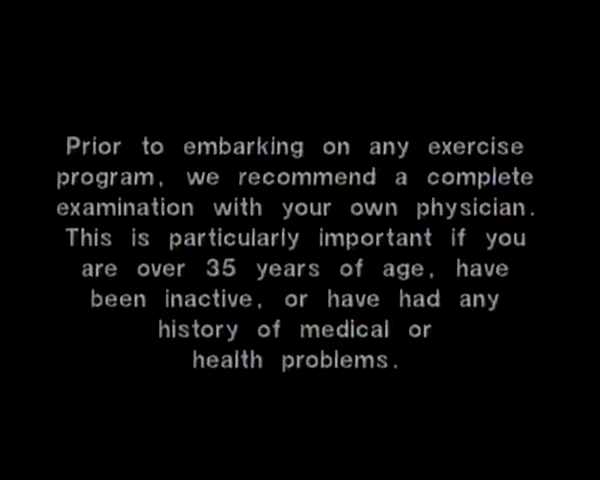 Prior to embarking on any exercise
program, we recommend a complete
examination with your own physician.
This is particularly important if you
are over 35 years of age, have
been inactive, or have had any
history of medical or
health problems.